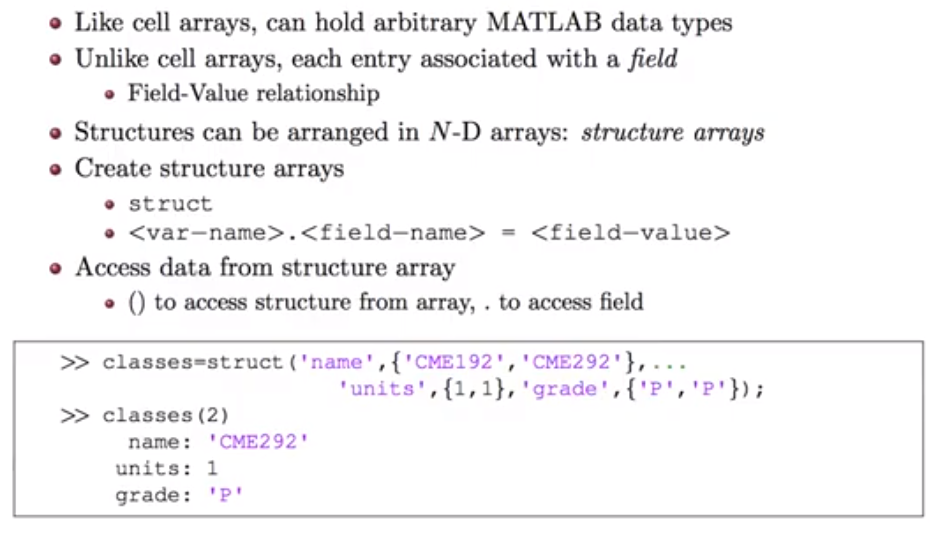 Like cell arrays, can hold arbitrary MATLAB data types
Unlike cell arrays, each entry associated with a field
Field-Value relationship
Structures can be arranged in N-D arrays: structure arrays
Create structure arrays
struct
<var−name>.<field−name> = <field−value>
Access data from structure array
() to access structure from array, . to access field
>> classes=struct('name',{'CME192','CME292'},...
'units',{1,1},'grade',{'P','P'});
>> classes(2)
name: 'CME292'
units: 1
grade: 'P'